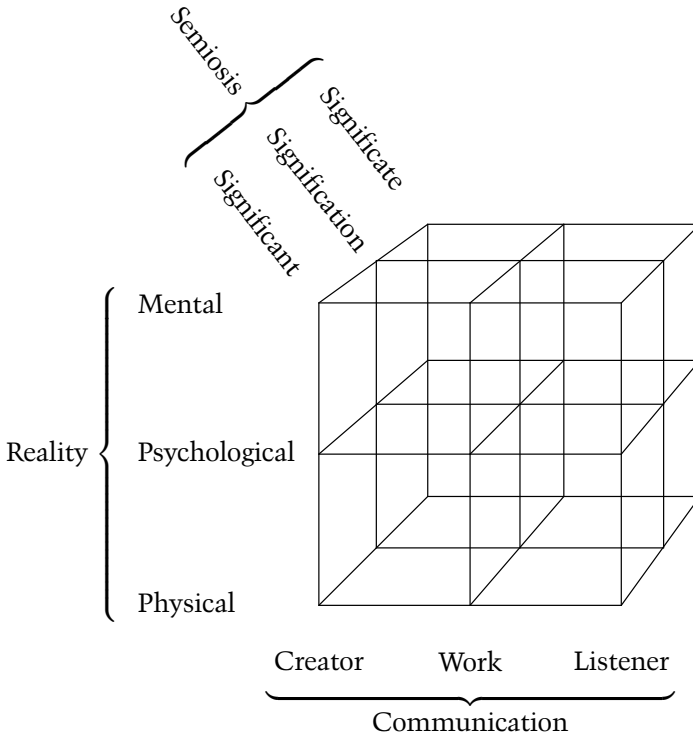 Semiosis
Significate
Signification
Significant
Mental
Reality
Psychological
Physical
Creator
Work
Listener
Communication